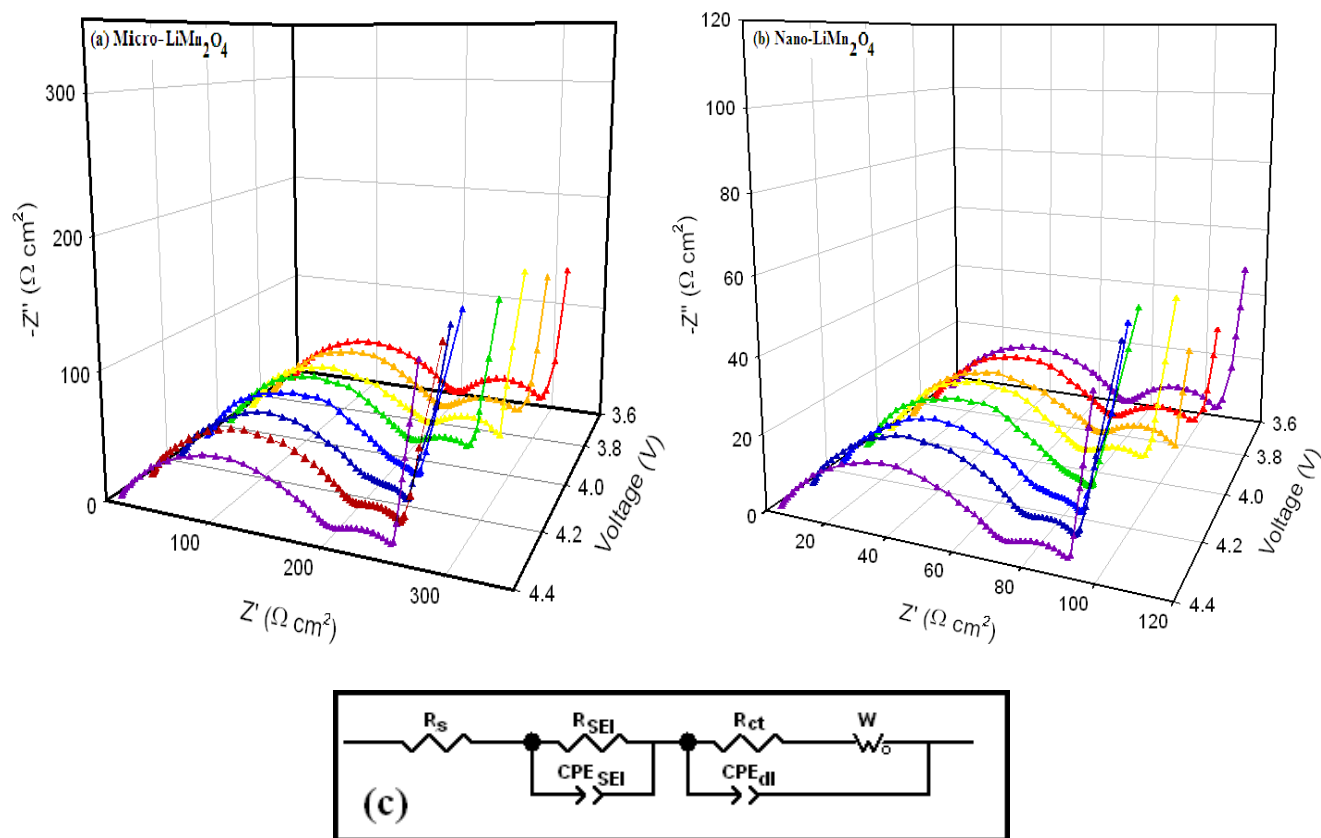 (a) Micro-LiMn₂O₄
300
200
100
0
-Z'' (Ω cm²)
100
200
300
Z' (Ω cm²)
3.6
3.8
4.0
4.2
4.4
Voltage (V)
(b) Nano-LiMn₂O₄
120
100
80
60
40
20
0
-Z'' (Ω cm²)
20
40
60
80
100
120
Z' (Ω cm²)
3.6
3.8
4.0
4.2
4.4
Voltage (V)
Rs RSEI Rct W o
CPESEI CPEdl
(c)